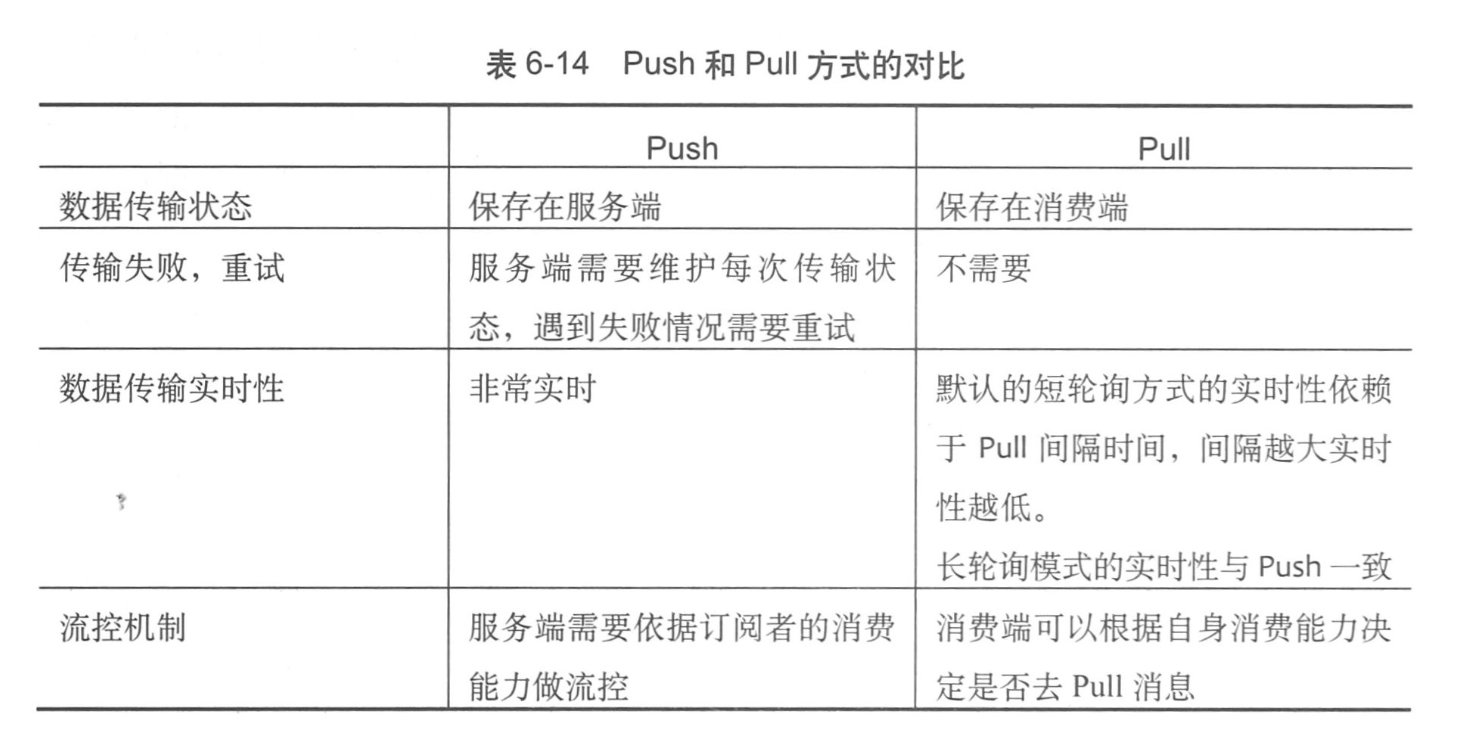 表 6-14 Push 和 Pull 方式的对比
Push Pull
数据传输状态 保存在服务端 保存在消费端
传输失败，重试 服务端需要维护每次传输状 不需要
态，遇到失败情况需要重试
数据传输实时性 非常实时 默认的短轮询方式的实时性依赖
于 Pull 间隔时间，间隔越大实时
性越低。
长轮询模式的实时性与 Push 一致
流控机制 服务端需要依据订阅者的消费 消费端可以根据自身消费能力决
能力做流控 定是否去 Pull 消息